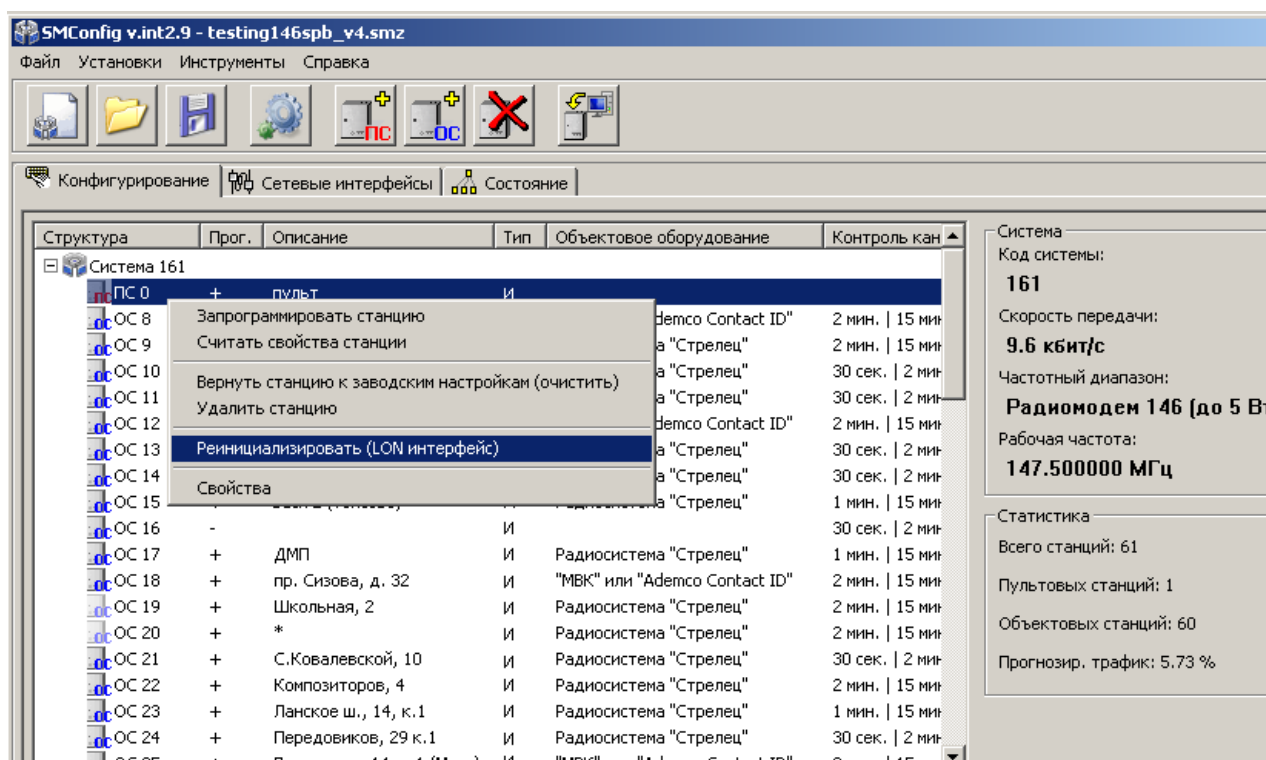 SMConfig v.int2.9 - testing146spb_v4.smz
Файл Установки Инструменты Справка
ПС ОС
Конфигурирование Сетевые интерфейсы Состояние
Структура Прог. Описание Тип Объектовое оборудование Контроль кан
Система 161
ПС 0 + пульт И
ОС 8 demco Contact ID" 2 мин. | 15 мин
ОС 9 а "Стрелец" 2 мин. | 15 мин
ОС 10 а "Стрелец" 30 сек. | 2 мин
ОС 11 а "Стрелец" 30 сек. | 2 мин
ОС 12 demco Contact ID" 2 мин. | 15 мин
ОС 13 а "Стрелец" 30 сек. | 2 мин
ОС 14 а "Стрелец" 30 сек. | 2 мин
ОС 15 а "Стрелец" 1 мин. | 15 мин
ОС 16 - И 30 сек. | 2 мин
ОС 17 + ДМП И Радиосистема "Стрелец" 1 мин. | 15 мин
ОС 18 + пр. Сизова, д. 32 И "МВК" или "Ademco Contact ID" 2 мин. | 15 мин
ОС 19 + Школьная, 2 И Радиосистема "Стрелец" 2 мин. | 15 мин
ОС 20 + * И Радиосистема "Стрелец" 2 мин. | 15 мин
ОС 21 + С.Ковалевской, 10 И Радиосистема "Стрелец" 30 сек. | 2 мин
ОС 22 + Композиторов, 4 И Радиосистема "Стрелец" 2 мин. | 15 мин
ОС 23 + Ланское ш., 14, к.1 И Радиосистема "Стрелец" 1 мин. | 15 мин
ОС 24 + Передовиков, 29 к.1 И Радиосистема "Стрелец" 30 сек. | 2 мин
Запрограммировать станцию
Считать свойства станции
Вернуть станцию к заводским настройкам (очистить)
Удалить станцию
Реинициализировать (LON интерфейс)
Свойства
Система
Код системы:
161
Скорость передачи:
9.6 кбит/с
Частотный диапазон:
Радиомодем 146 (до 5 Вт
Рабочая частота:
147.500000 МГц
Статистика
Всего станций: 61
Пультовых станций: 1
Объектовых станций: 60
Прогнозир. трафик: 5.73 %